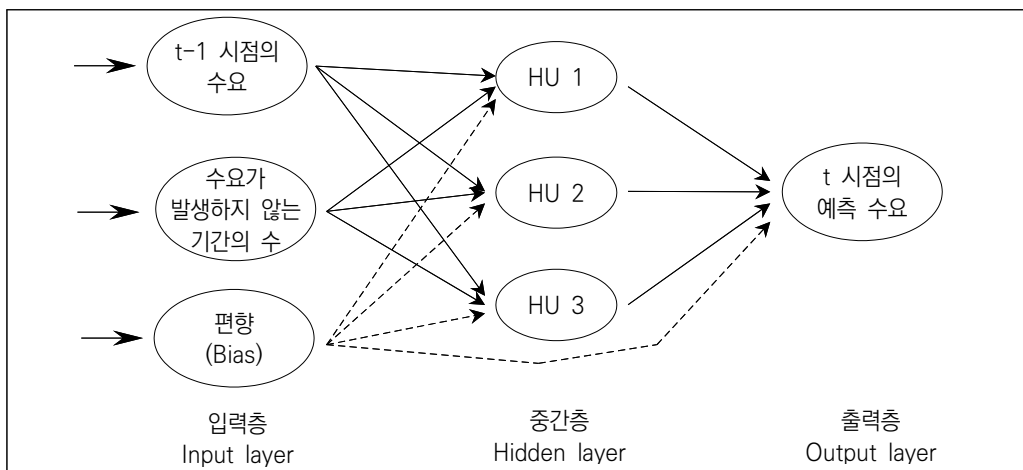 t-1 시점의
수요
수요가
발생하지 않는
기간의 수
편향
(Bias)
HU 1
HU 2
HU 3
t 시점의
예측 수요
입력층
Input layer
중간층
Hidden layer
출력층
Output layer